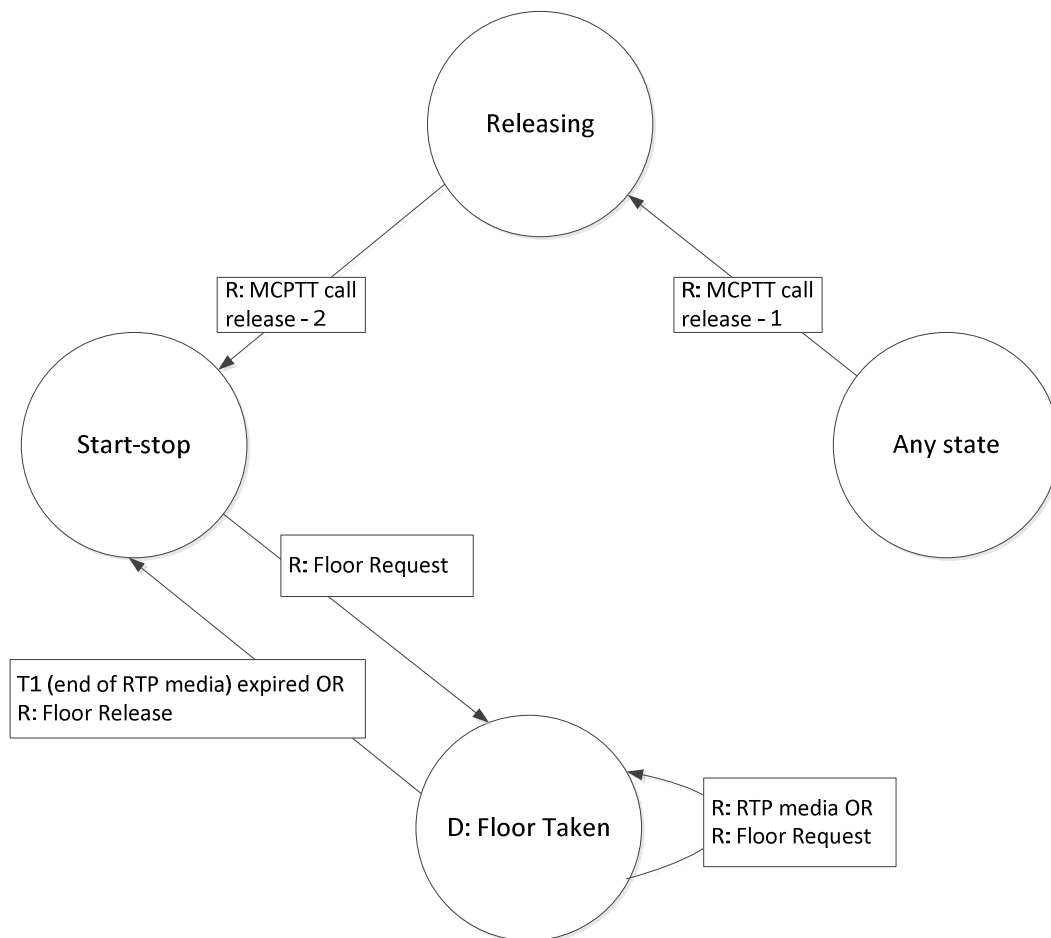 Releasing
R: MCPTT call
release - 2
R: MCPTT call
release - 1
Start-stop
Any state
R: Floor Request
T1 (end of RTP media) expired OR
R: Floor Release
D: Floor Taken
R: RTP media OR
R: Floor Request